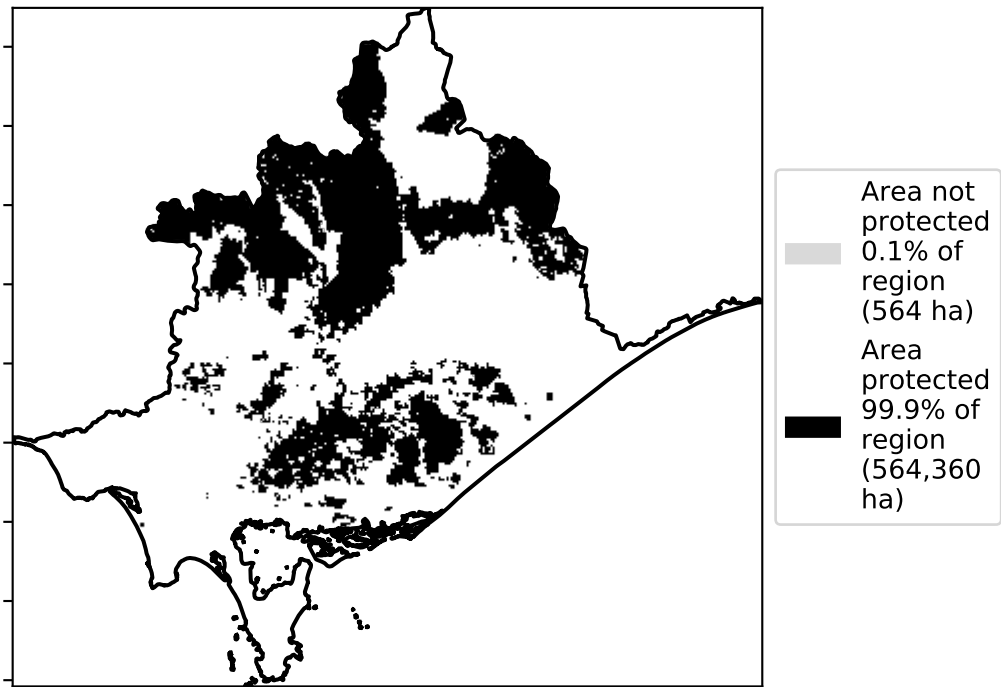 Area not
protected
0.1% of
region
(564 ha)
Area
protected
99.9% of
region
(564,360
ha)